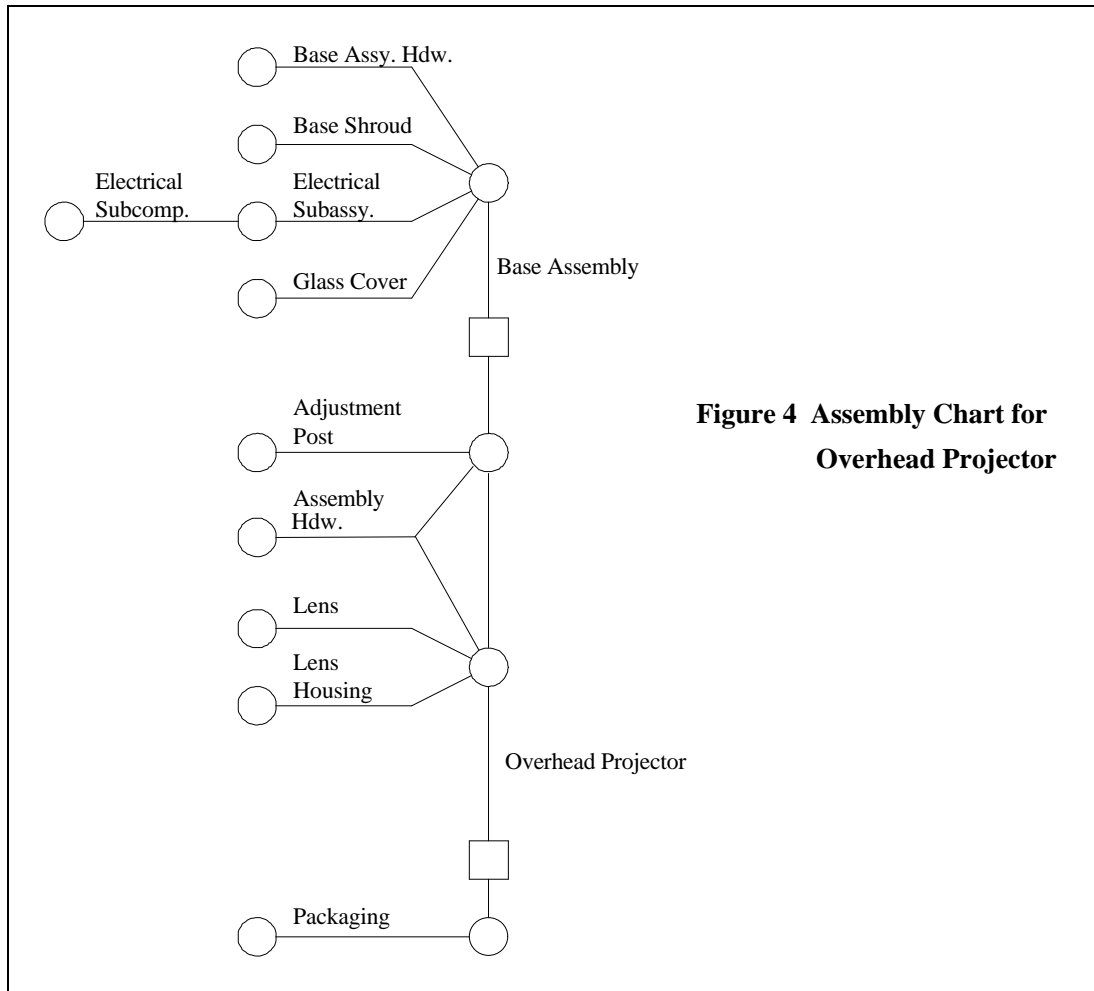 Base Assy. Hdw.
Base Shroud
Electrical
Subcomp.
Electrical
Subassy.
Glass Cover
Base Assembly
Adjustment
Post
Figure 4 Assembly Chart for
Overhead Projector
Assembly
Hdw.
Lens
Lens
Housing
Overhead Projector
Packaging